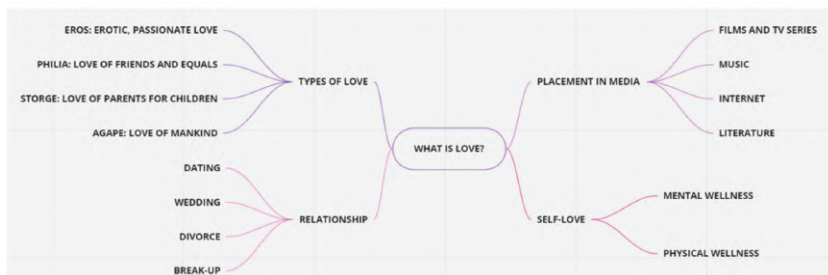 WHAT IS LOVE?
TYPES OF LOVE
EROS: EROTIC, PASSIONATE LOVE
PHILIA: LOVE OF FRIENDS AND EQUALS
STORGE: LOVE OF PARENTS FOR CHILDREN
AGAPE: LOVE OF MANKIND
RELATIONSHIP
DATING
WEDDING
DIVORCE
BREAK-UP
PLACEMENT IN MEDIA
FILMS AND TV SERIES
MUSIC
INTERNET
LITERATURE
SELF-LOVE
MENTAL WELLNESS
PHYSICAL WELLNESS